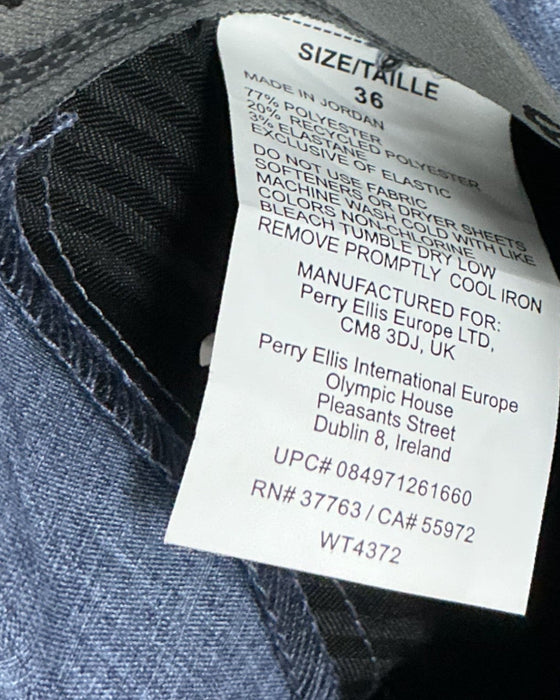 SIZE/TAILLE
36
MADE IN JORDAN
77% POLYESTER
20% RECYCLED POLYESTER
3% ELASTANE
EXCLUSIVE OF ELASTIC
DO NOT USE FABRIC
SOFTENERS OR DRYER SHEETS
MACHINE WASH COLD WITH LIKE
COLORS NON-CHLORINE
BLEACH TUMBLE DRY LOW
REMOVE PROMPTLY COOL IRON
MANUFACTURED FOR:
Perry Ellis Europe LTD,
CM8 3DJ, UK
Perry Ellis International Europe
Olympic House
Pleasants Street
Dublin 8, Ireland
UPC# 084971261660
RN# 37763 / CA# 55972
WT4372